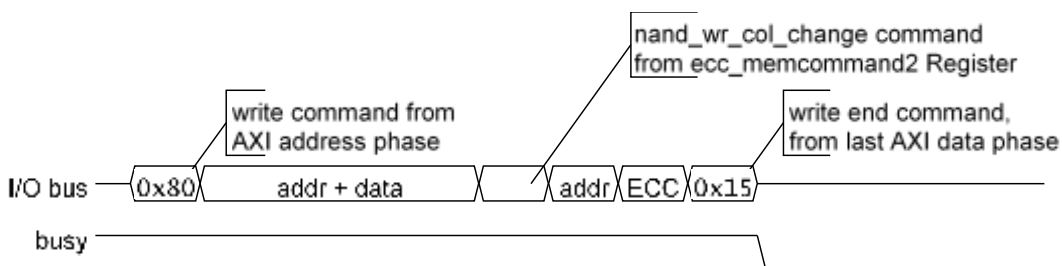 nand_wr_col_change command
from ecc_memcommand2 Register
write command from
AXI address phase
write end command,
from last AXI data phase
I/O bus 0x80 addr + data addr ECC 0x15
busy